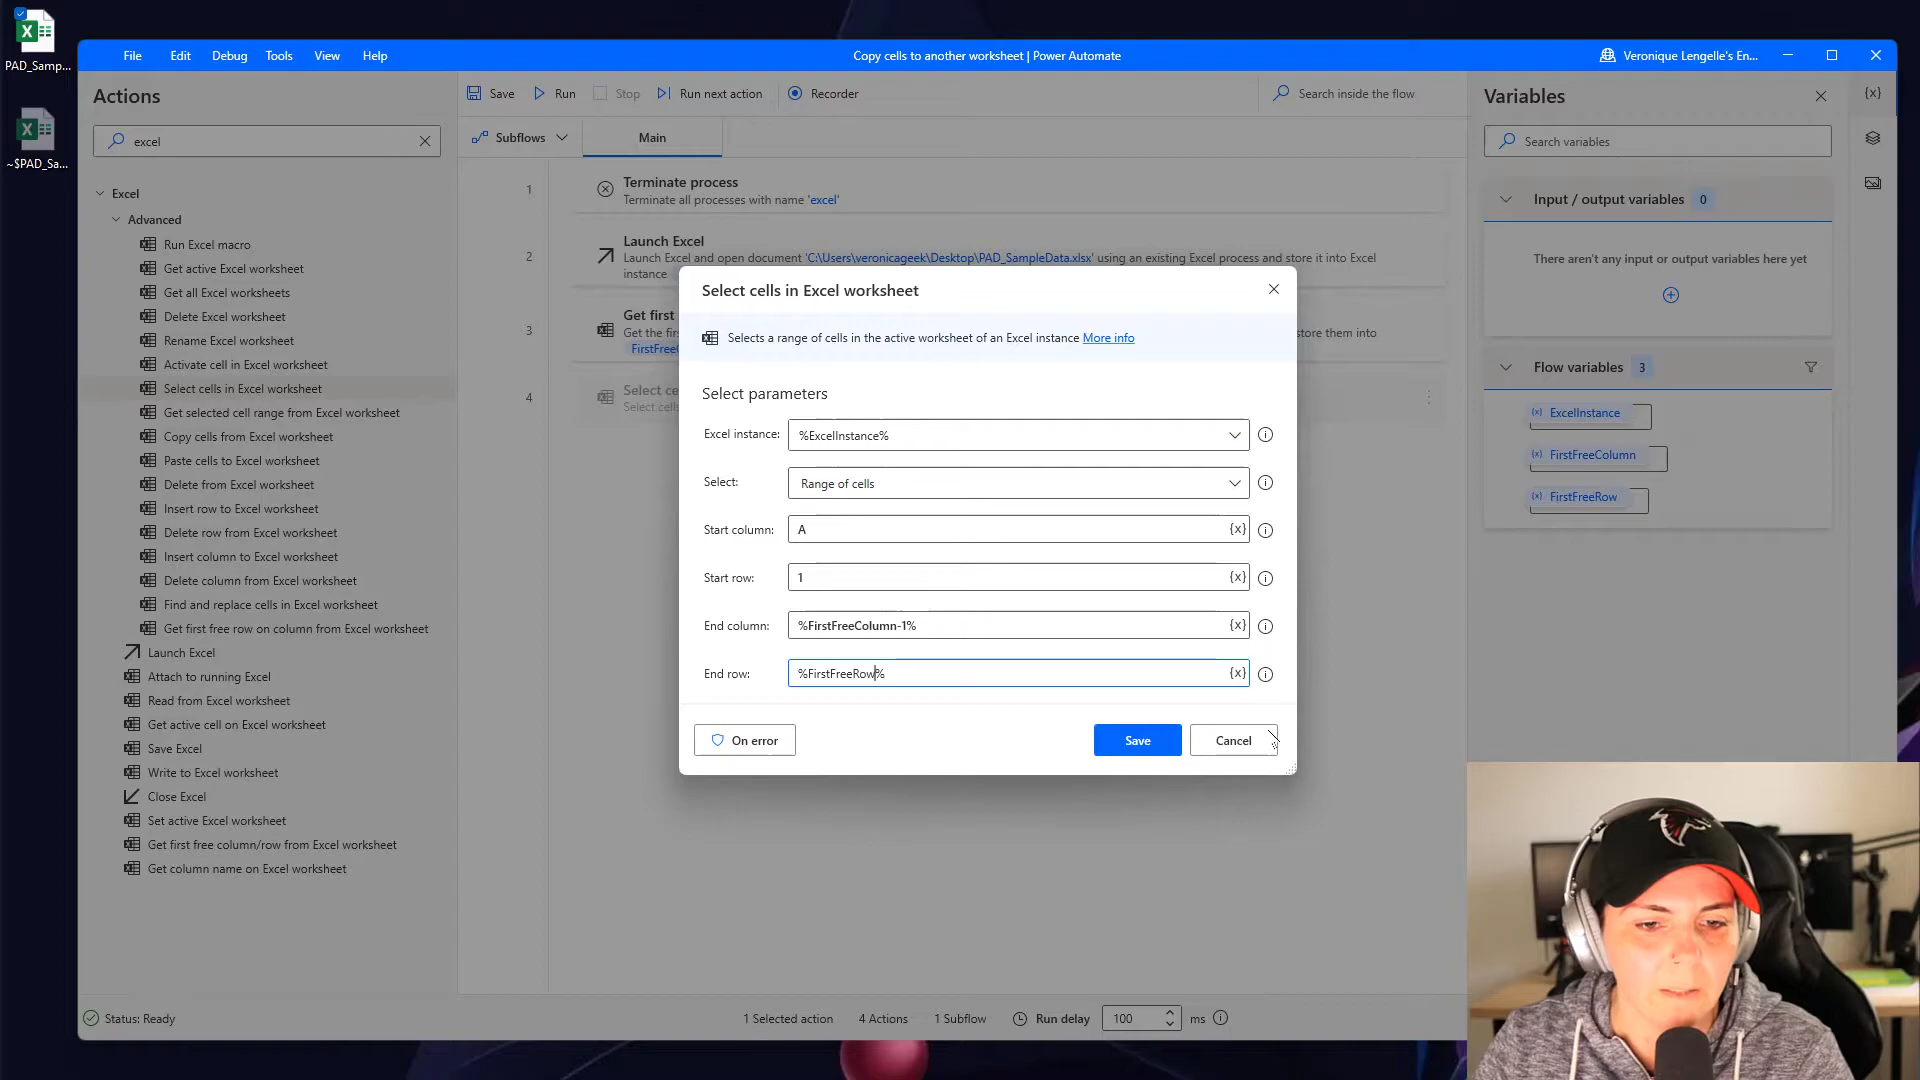 PAD_Samp...
~$PAD_Sa...
File Edit Debug Tools View Help
Copy cells to another worksheet | Power Automate
Veronique Lengelle's En...
Actions
excel
Excel
Advanced
Run Excel macro
Get active Excel worksheet
Get all Excel worksheets
Delete Excel worksheet
Rename Excel worksheet
Activate cell in Excel worksheet
Select cells in Excel worksheet
Get selected cell range from Excel worksheet
Copy cells from Excel worksheet
Paste cells to Excel worksheet
Delete from Excel worksheet
Insert row to Excel worksheet
Delete row from Excel worksheet
Insert column to Excel worksheet
Delete column from Excel worksheet
Find and replace cells in Excel worksheet
Get first free row on column from Excel worksheet
Launch Excel
Attach to running Excel
Read from Excel worksheet
Get active cell on Excel worksheet
Save Excel
Write to Excel worksheet
Close Excel
Set active Excel worksheet
Get first free column/row from Excel worksheet
Get column name on Excel worksheet
Save Run Stop Run next action Recorder
Search inside the flow
Subflows Main
1 Terminate process
Terminate all processes with name 'excel'
2 Launch Excel
Launch Excel and open document 'C:\Users\veronicageek\Desktop\PAD_SampleData.xlsx' using an existing Excel process and store it into Excel
instance
3 Get first
Get the firs store them into
FirstFreeC
4 Select ce
Select cells
Select cells in Excel worksheet
Selects a range of cells in the active worksheet of an Excel instance More info
Select parameters
Excel instance: %ExcelInstance%
Select: Range of cells
Start column: A {x}
Start row: 1 {x}
End column: %FirstFreeColumn-1% {x}
End row: %FirstFreeRow% {x}
On error Save Cancel
Variables
{x}
Search variables
Input / output variables 0
There aren't any input or output variables here yet
Flow variables 3
(x) ExcelInstance
(x) FirstFreeColumn
(x) FirstFreeRow
Status: Ready
1 Selected action 4 Actions 1 Subflow Run delay 100 ms